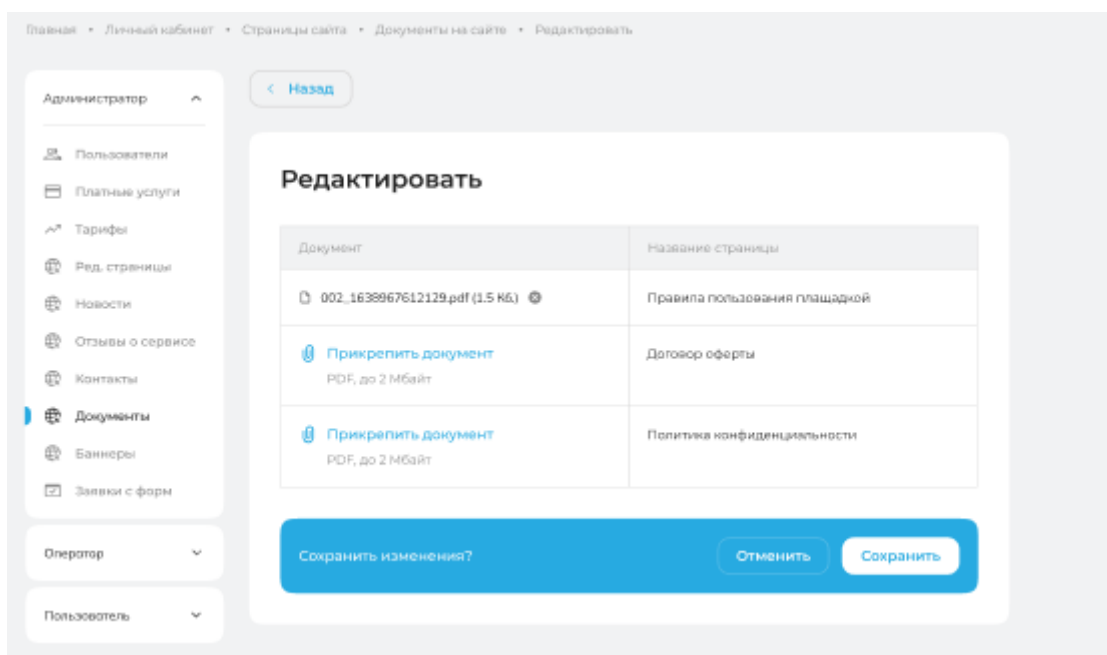 Главная • Личный кабинет • Страницы сайта • Документы на сайте • Редактировать
Администратор
Пользователи
Платные услуги
Тарифы
Ред. страницы
Новости
Отзывы о сервисе
Контакты
Документы
Баннеры
Заявки с форм
Оператор
Пользователь
Назад
Редактировать
Документ Название страницы
002_1638967612129.pdf (1.5 Кб.) Правила пользования плащадкой
Прикрепить документ Договор оферты
PDF, до 2 Мбайт
Прикрепить документ Политика конфиденциальности
PDF, до 2 Мбайт
Сохранить изменения? Отменить Сохранить